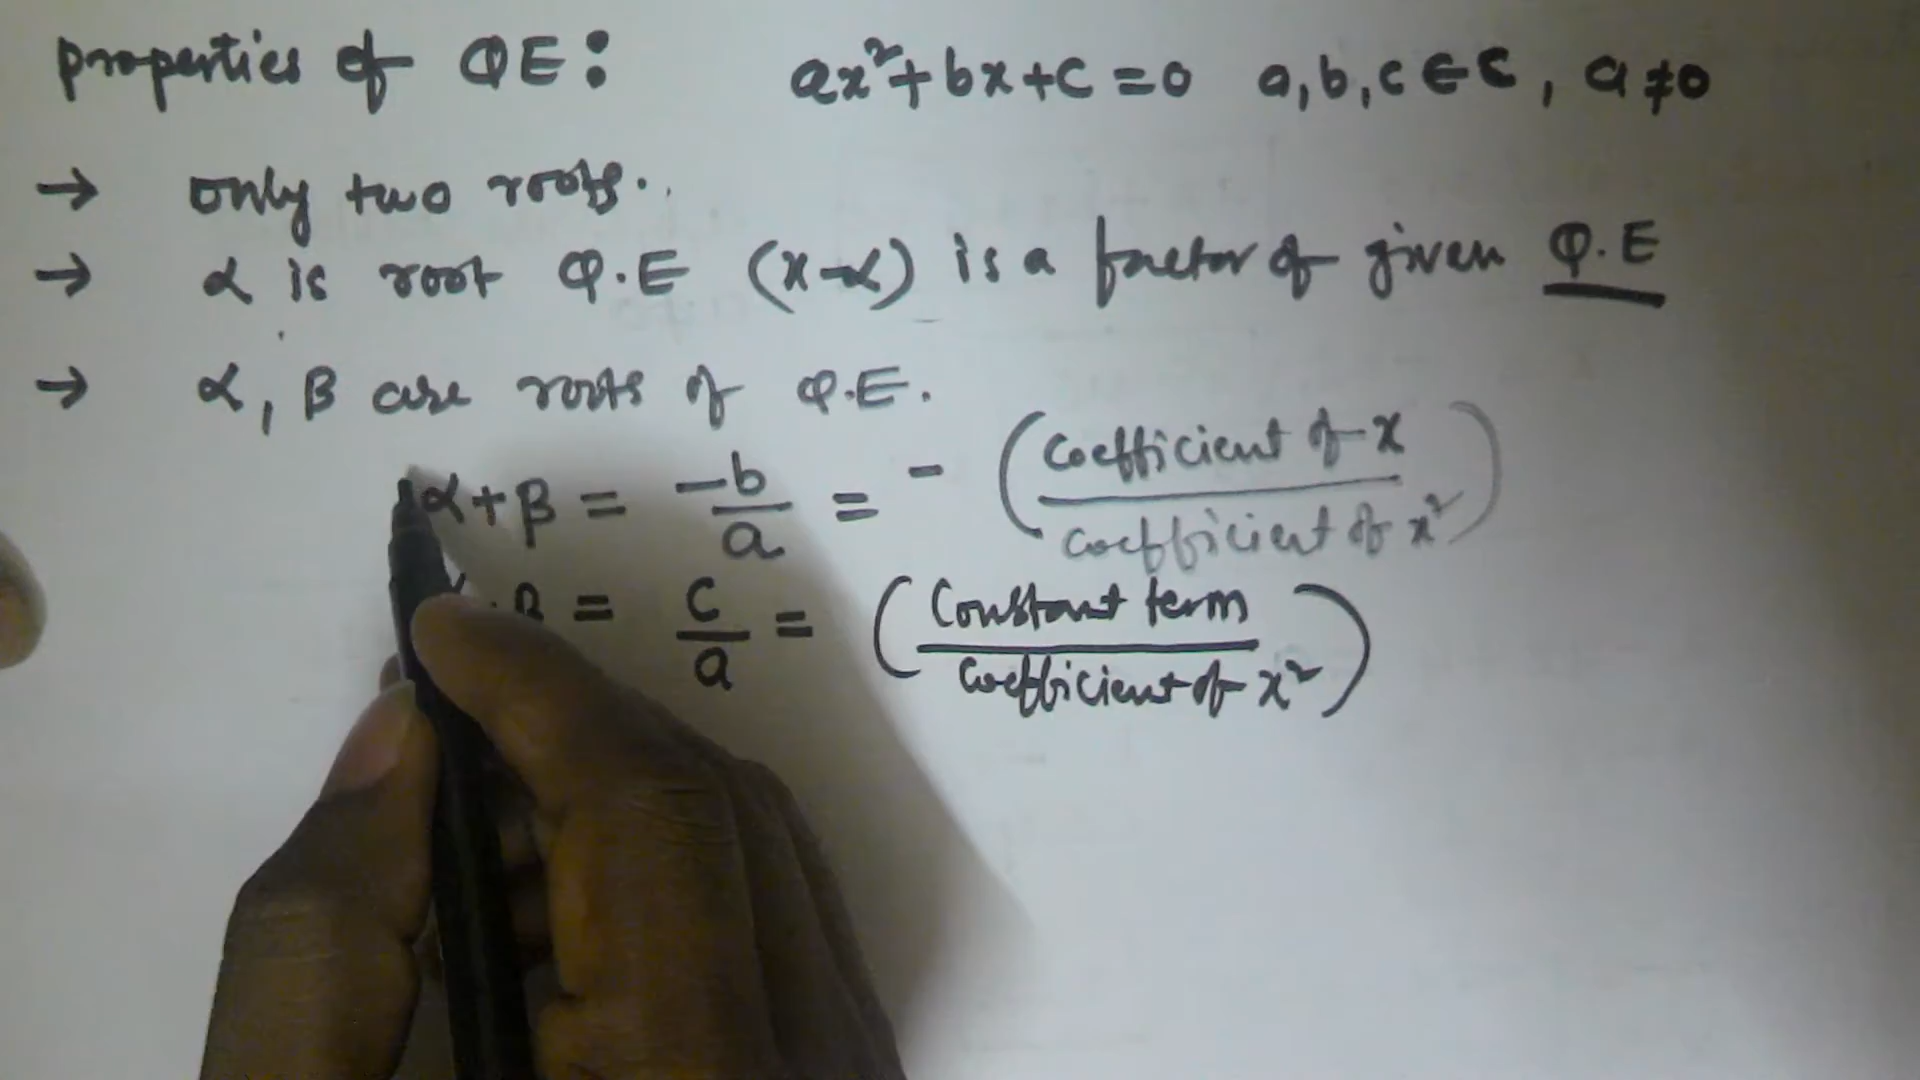 properties of QE: ax²+bx+c=0 a,b,c∈C, a≠0
→ only two roots.
→ α is root Q.E (x-α) is a factor of given Q.E
→ α, β are roots of Q.E.
α+β = -b/a = - (coefficient of x / coefficient of x²)
β = c/a = (Constant term / coefficient of x²)